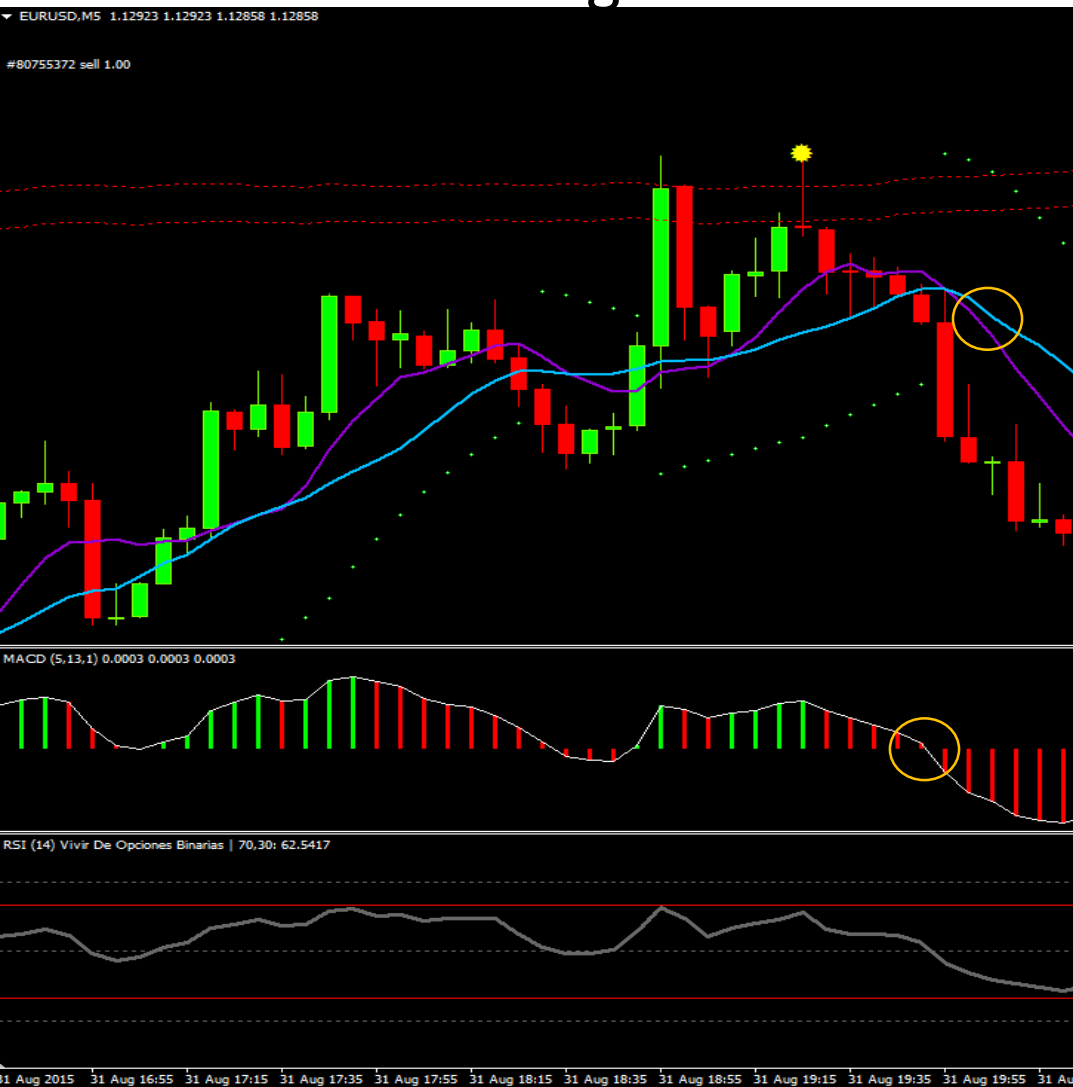 EURUSD,M5 1.12923 1.12923 1.12858 1.12858
#80755372 sell 1.00
MACD (5,13,1) 0.0003 0.0003 0.0003
RSI (14) Vivir De Opciones Binarias | 70,30: 62.5417
31 Aug 2015 31 Aug 16:55 31 Aug 17:15 31 Aug 17:35 31 Aug 17:55 31 Aug 18:15 31 Aug 18:35 31 Aug 18:55 31 Aug 19:15 31 Aug 19:35 31 Aug 19:55 31 Au